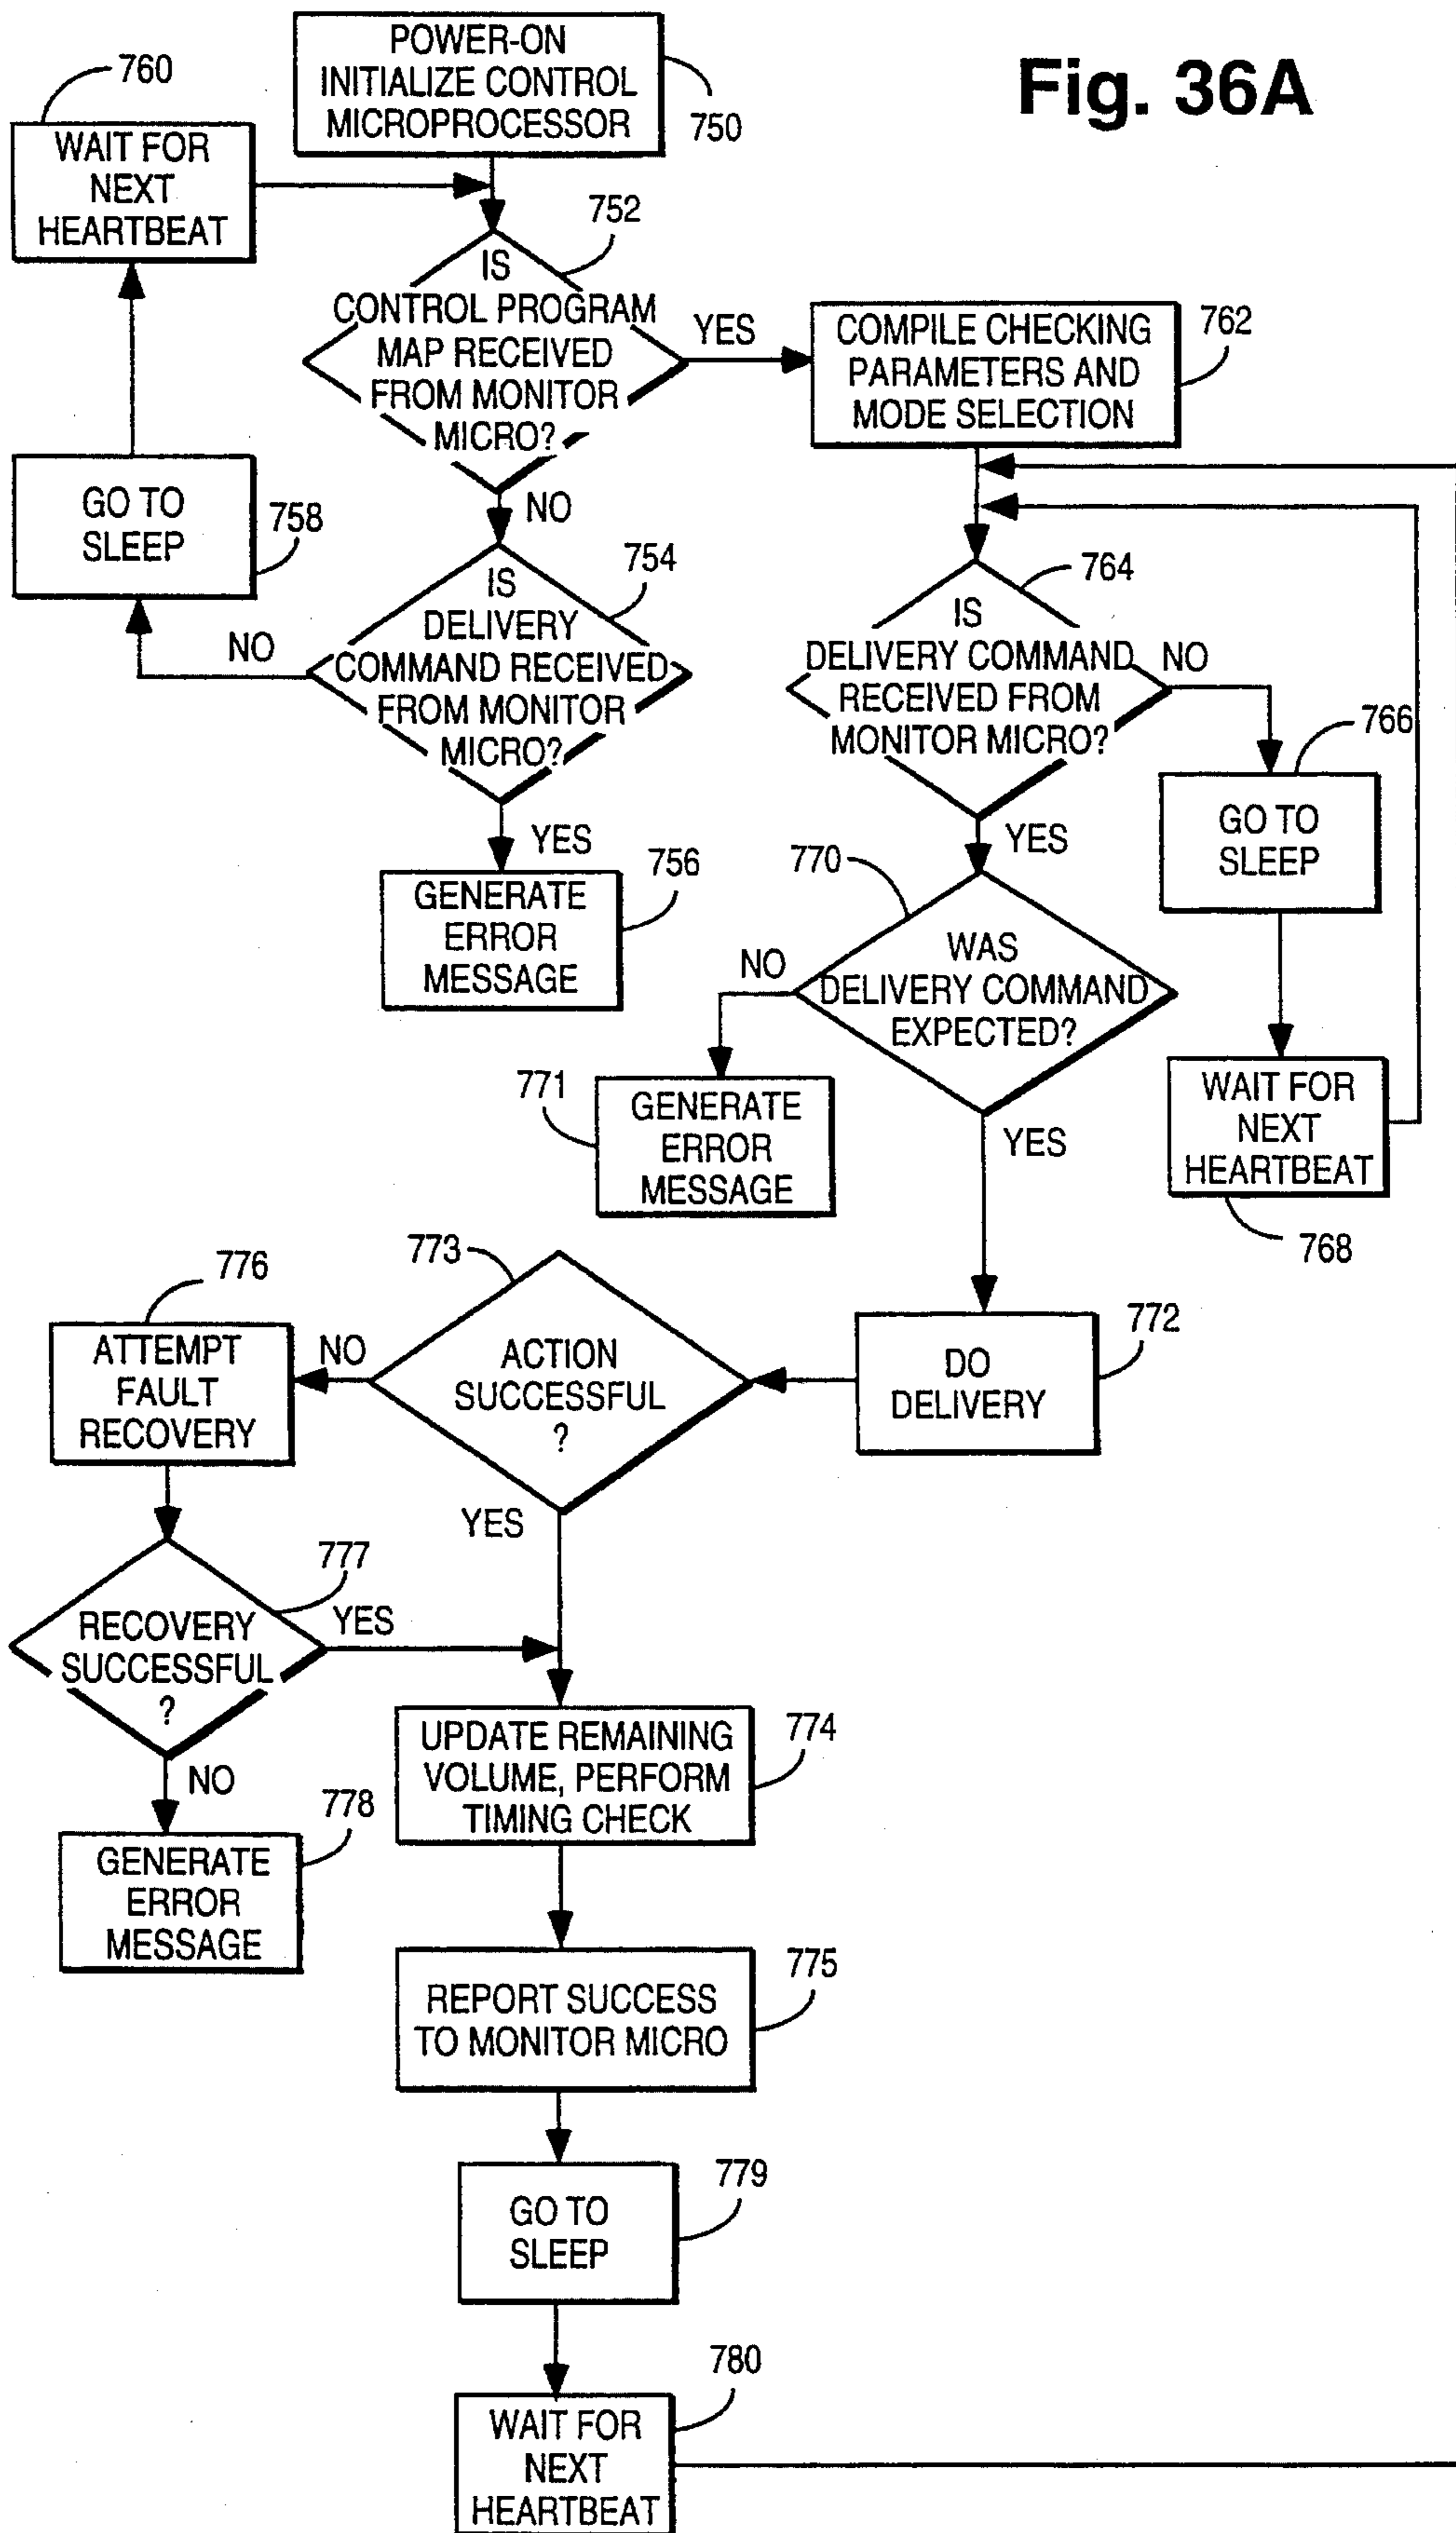 Fig. 36A
POWER-ON
INITIALIZE CONTROL
MICROPROCESSOR
750
760
WAIT FOR
NEXT
HEARTBEAT
752
IS
CONTROL PROGRAM
MAP RECEIVED
FROM MONITOR
MICRO?
YES
NO
COMPILE CHECKING
PARAMETERS AND
MODE SELECTION
762
GO TO
SLEEP
758
754
IS
DELIVERY
COMMAND RECEIVED
FROM MONITOR
MICRO?
NO
YES
GENERATE
ERROR
MESSAGE
756
764
IS
DELIVERY COMMAND
RECEIVED FROM
MONITOR MICRO?
NO
YES
766
GO TO
SLEEP
WAIT FOR
NEXT
HEARTBEAT
768
770
WAS
DELIVERY COMMAND
EXPECTED?
NO
YES
771
GENERATE
ERROR
MESSAGE
772
DO
DELIVERY
773
ACTION
SUCCESSFUL
?
NO
YES
776
ATTEMPT
FAULT
RECOVERY
777
RECOVERY
SUCCESSFUL
?
YES
NO
778
GENERATE
ERROR
MESSAGE
UPDATE REMAINING
VOLUME, PERFORM
TIMING CHECK
774
REPORT SUCCESS
TO MONITOR MICRO
775
GO TO
SLEEP
779
WAIT FOR
NEXT
HEARTBEAT
780